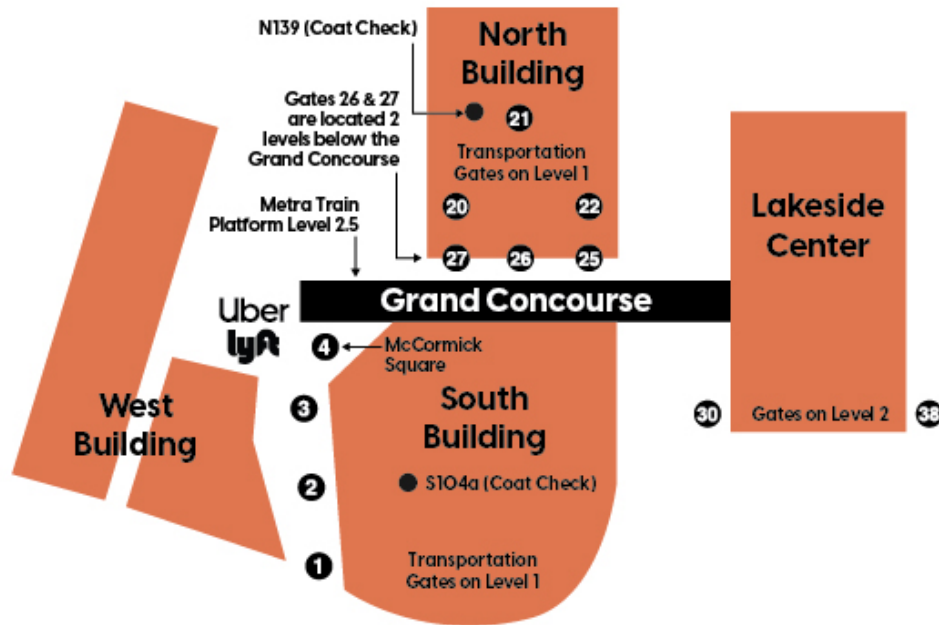 N139 (Coat Check)
North
Building
Gates 26 & 27
are located 2
levels below the
Grand Concourse
21
Transportation
Gates on Level 1
Metra Train
Platform Level 2.5
20
22
27
26
25
Lakeside
Center
Grand Concourse
Uber
lyft
4
McCormick
Square
West
Building
3
South
Building
30
Gates on Level 2
38
2
S104a (Coat Check)
1
Transportation
Gates on Level 1